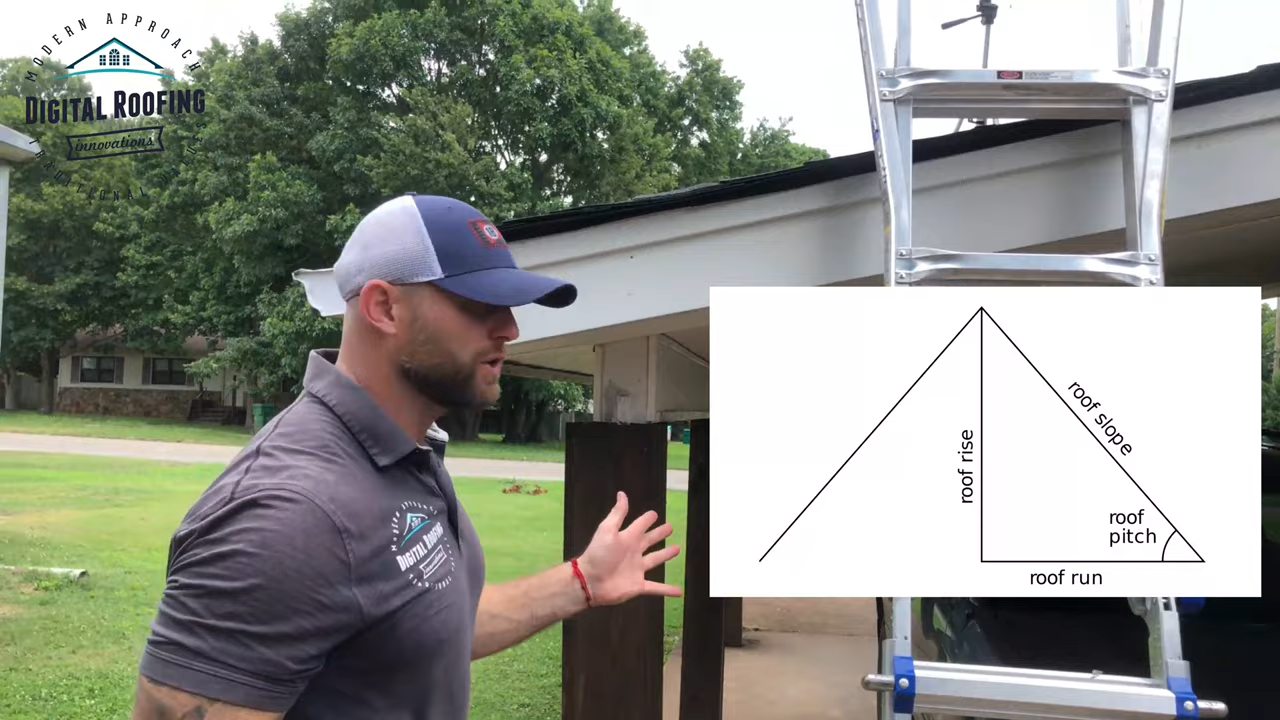 MODERN APPROACH
DIGITAL ROOFING
innovations
roof slope
roof rise
roof
pitch
roof run
DIGITAL ROOFING